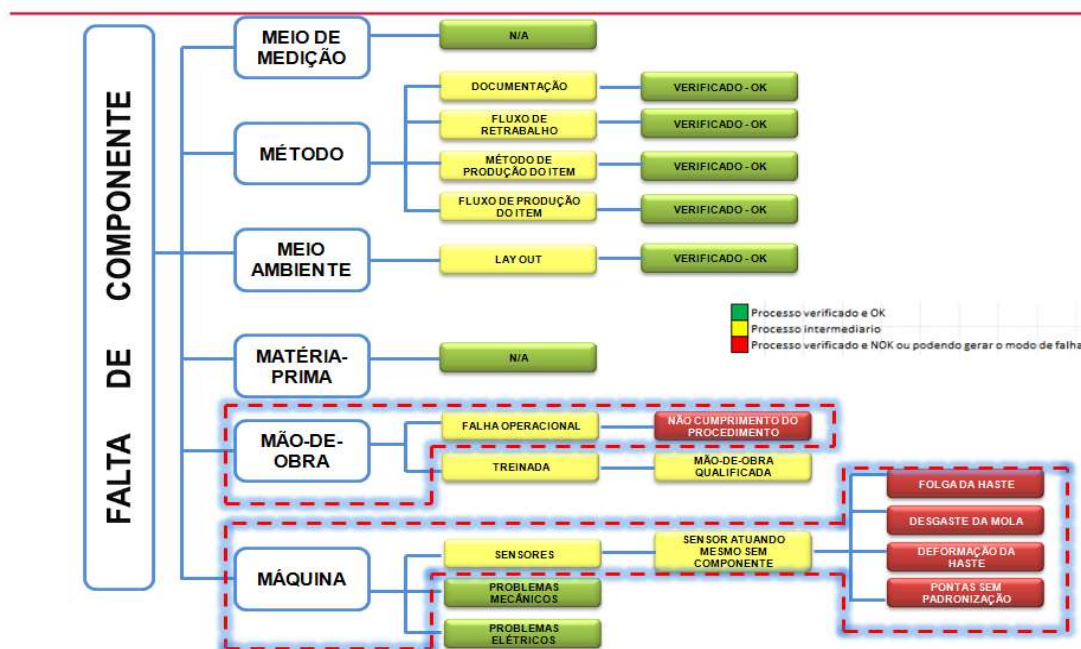 FALTA DE COMPONENTE
MEIO DE
MEDIÇÃO
N/A
MÉTODO
DOCUMENTAÇÃO
VERIFICADO - OK
FLUXO DE
RETRABALHO
VERIFICADO - OK
MÉTODO DE
PRODUÇÃO DO ITEM
VERIFICADO - OK
FLUXO DE PRODUÇÃO
DO ITEM
VERIFICADO - OK
MEIO
AMBIENTE
LAY OUT
VERIFICADO - OK
Processo verificado e OK
Processo intermediario
Processo verificado e NOK ou podendo gerar o modo de falha
MATÉRIA-
PRIMA
N/A
MÃO-DE-
OBRA
FALHA OPERACIONAL
NÃO CUMPRIMENTO DO
PROCEDIMENTO
TREINADA
MÃO-DE-OBRA
QUALIFICADA
MÁQUINA
SENSORES
SENSOR ATUANDO
MESMO SEM
COMPONENTE
FOLGA DA HASTE
DESGASTE DA MOLA
DEFORMAÇÃO DA
HASTE
PONTAS SEM
PADRONIZAÇÃO
PROBLEMAS
MECÂNICOS
PROBLEMAS
ELÉTRICOS